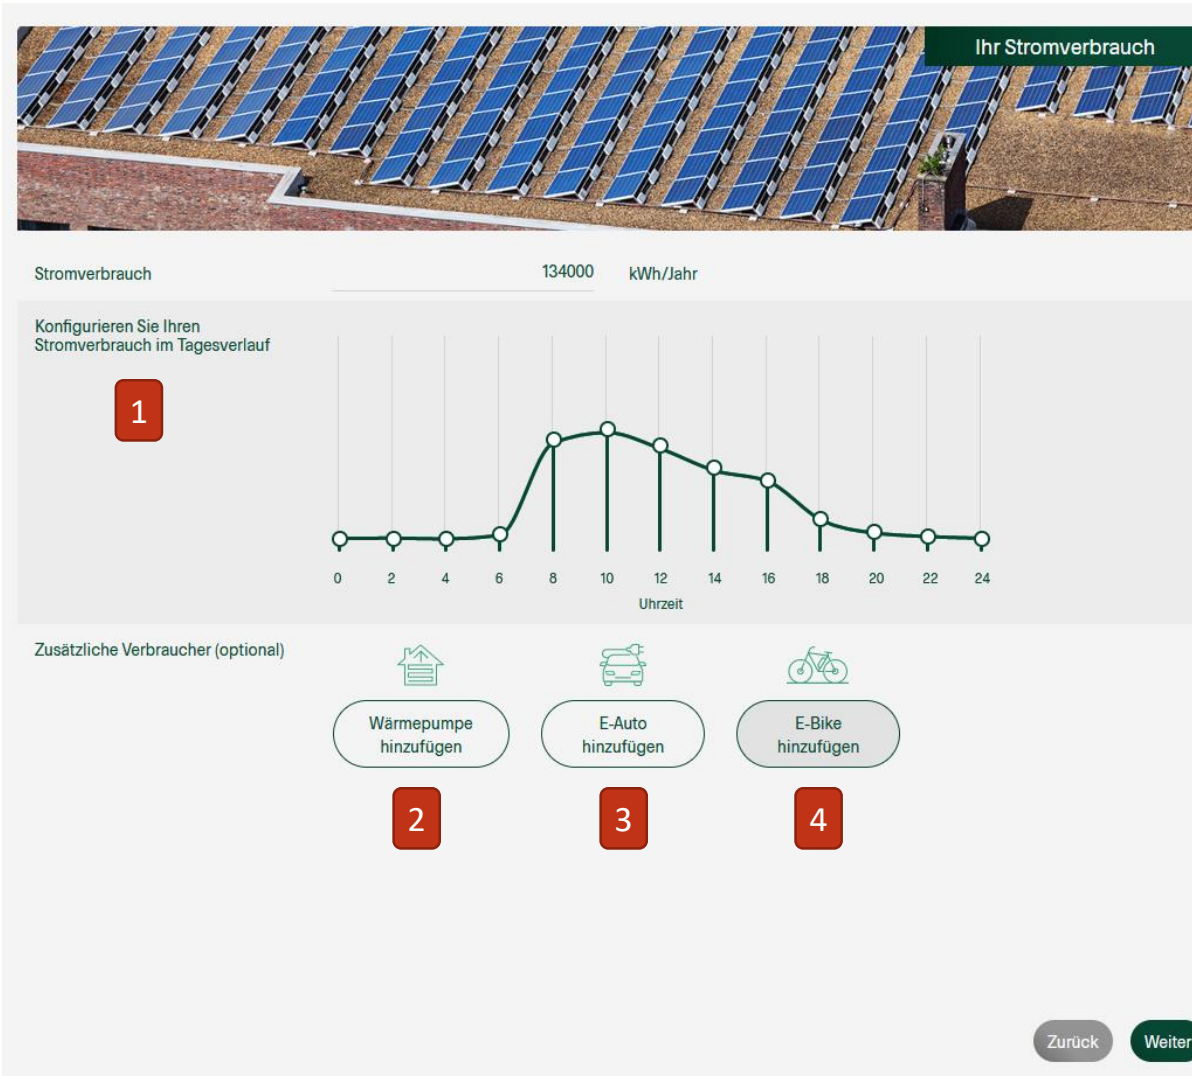 Ihr Stromverbrauch
Stromverbrauch 134000 kWh/Jahr
Konfigurieren Sie Ihren
Stromverbrauch im Tagesverlauf
1
0 2 4 6 8 10 12 14 16 18 20 22 24
Uhrzeit
Zusätzliche Verbraucher (optional)
Wärmepumpe
hinzufügen
E-Auto
hinzufügen
E-Bike
hinzufügen
2 3 4
Zurück Weiter